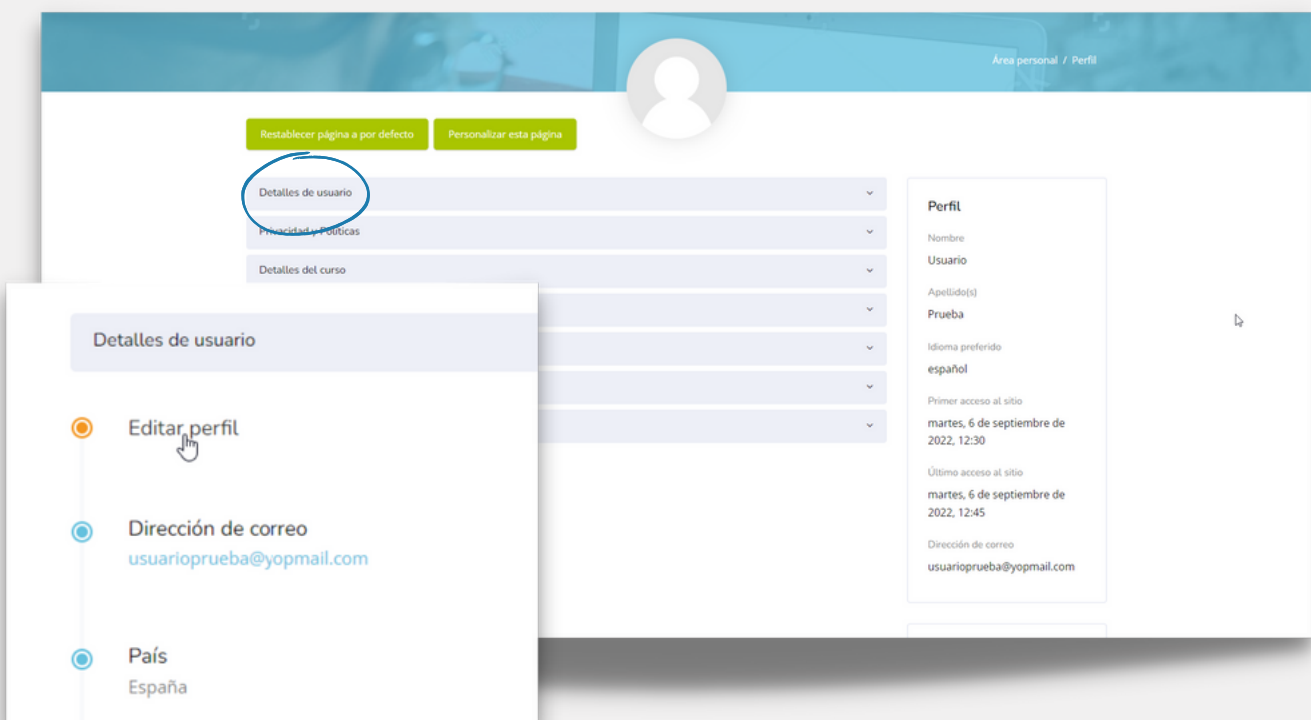 Área personal / Perfil
Restablecer página a por defecto
Personalizar esta página
Detalles de usuario
Privacidad y Políticas
Detalles del curso
Perfil
Nombre
Usuario
Apellido(s)
Prueba
Idioma preferido
español
Primer acceso al sitio
martes, 6 de septiembre de
2022, 12:30
Último acceso al sitio
martes, 6 de septiembre de
2022, 12:45
Dirección de correo
usuarioprueba@yopmail.com
Detalles de usuario
Editar perfil
Dirección de correo
usuarioprueba@yopmail.com
País
España